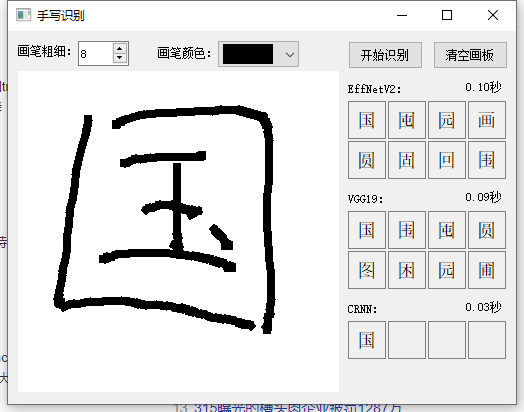 手写识别
画笔粗细: 8 画笔颜色: 开始识别 清空画板
国
EffNetV2: 0.10秒
国 囤 园 画
圆 固 回 围
VGG19: 0.09秒
国 围 囤 圆
图 困 园 圃
CRNN: 0.03秒
国
13 315曝光的槽头肉企业被罚1287万